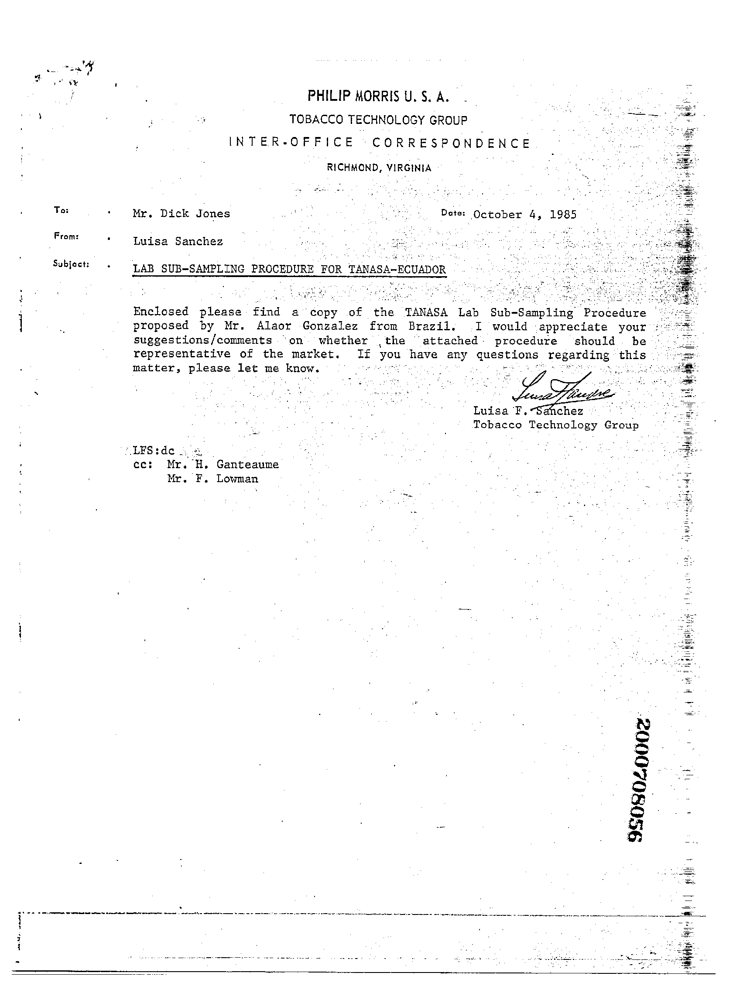 PHILIP MORRIS U. S. A.
TOBACCO TECHNOLOGY GROUP
INTER-OFFICE CORRESPONDENCE
RICHMOND, VIRGINIA
To: Mr. Dick Jones Date: October 4, 1985
From: Luisa Sanchez
Subject: LAB SUB-SAMPLING PROCEDURE FOR TANASA-ECUADOR
Enclosed please find a copy of the TANASA Lab Sub-Sampling Procedure
proposed by Mr. Alaor Gonzalez from Brazil. I would appreciate your
suggestions/comments on whether the attached procedure should be
representative of the market. If you have any questions regarding this
matter, please let me know.
Luisa F. Sanchez
Tobacco Technology Group
LFS:dc
cc: Mr. H. Ganteaume
Mr. F. Lowman
2000708056